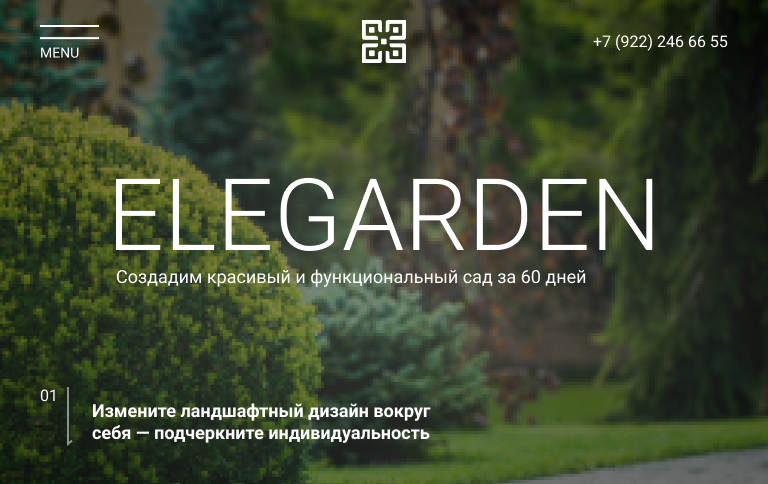 MENU
+7 (922) 246 66 55
ELEGARDEN
Создадим красивый и функциональный сад за 60 дней
01
Измените ландшафтный дизайн вокруг
себя — подчеркните индивидуальность